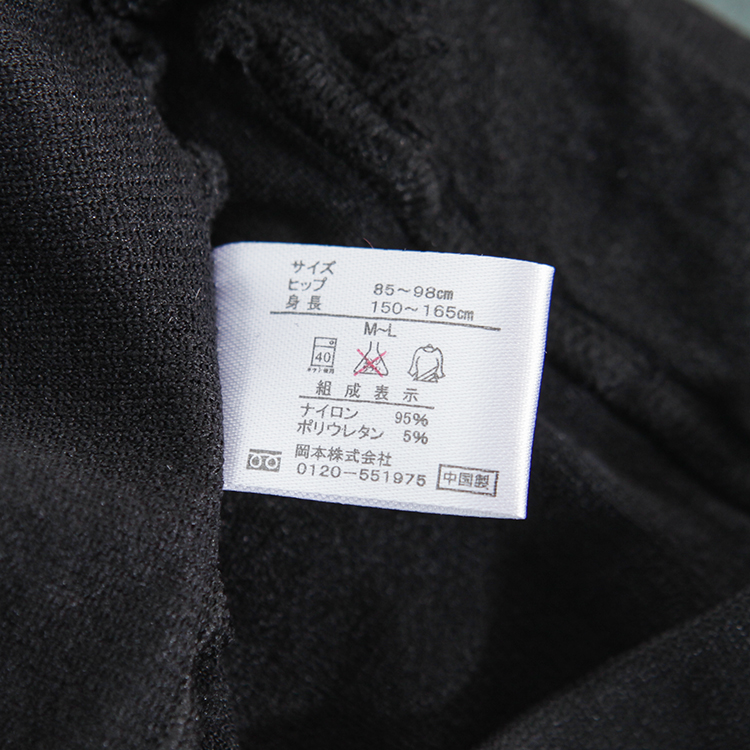 サイズ
ヒップ 85〜98cm
身長 150〜165cm
M〜L
40
組成表示
ナイロン 95%
ポリウレタン 5%
岡本株式会社
0120-551975 中国製